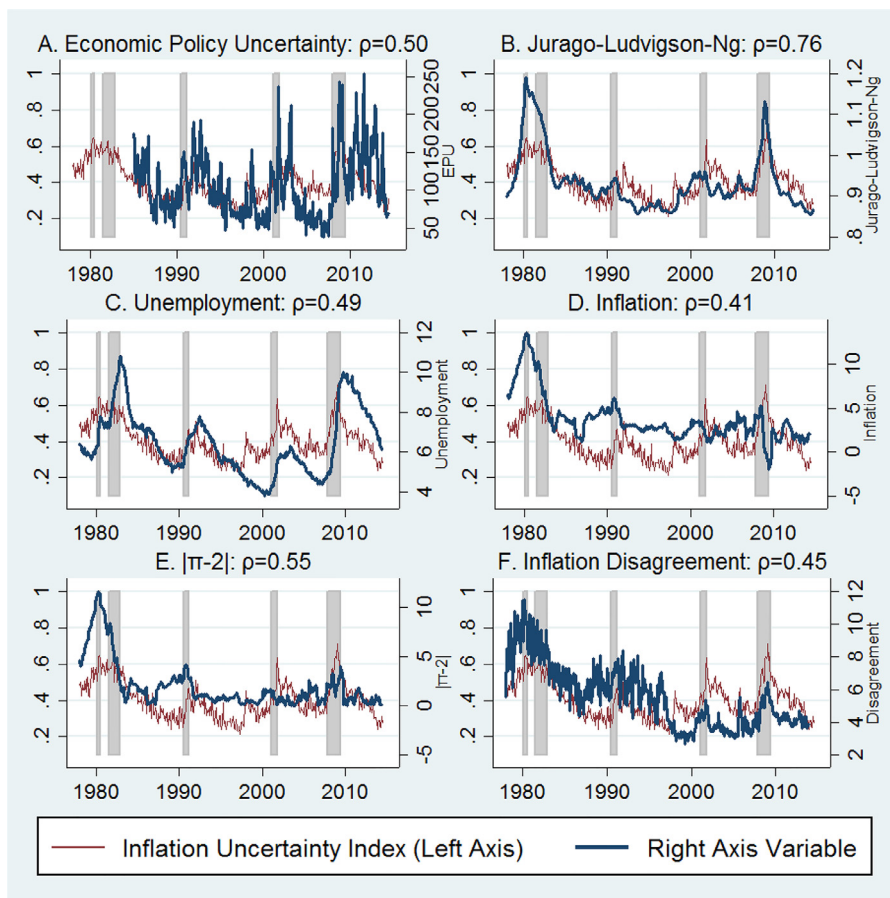 A. Economic Policy Uncertainty: ρ=0.50
1
.8
.6
.4
.2
50 100 150 200 250
EPU
1980 1990 2000 2010
B. Jurago-Ludvigson-Ng: ρ=0.76
1
.8
.6
.4
.2
.8 .9 1 1.1 1.2
Jurago-Ludvigson-Ng
1980 1990 2000 2010
C. Unemployment: ρ=0.49
1
.8
.6
.4
.2
4 6 8 10 12
Unemployment
1980 1990 2000 2010
D. Inflation: ρ=0.41
1
.8
.6
.4
.2
-5 0 5 10
Inflation
1980 1990 2000 2010
E. |π-2|: ρ=0.55
1
.8
.6
.4
.2
-5 0 5 10
|π-2|
1980 1990 2000 2010
F. Inflation Disagreement: ρ=0.45
1
.8
.6
.4
.2
2 4 6 8 10 12
Disagreement
1980 1990 2000 2010
Inflation Uncertainty Index (Left Axis) Right Axis Variable